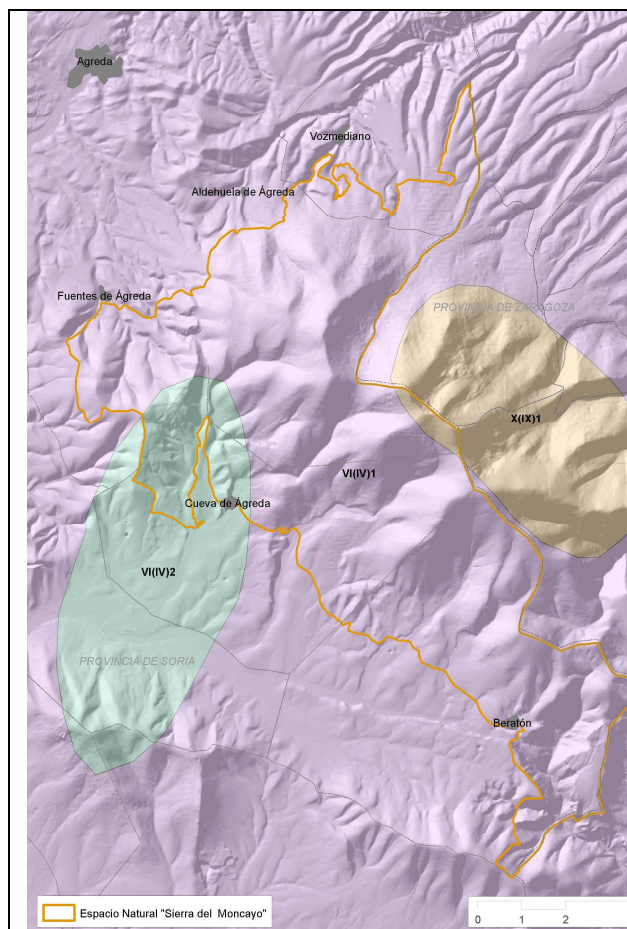 Agreda
Vozmediano
Aldehuela de Ágreda
Fuentes de Ágreda
PROVINCIA DE ZARAGOZA
X(IX)1
VI(IV)1
Cueva de Ágreda
VI(IV)2
PROVINCIA DE SORIA
Beratón
Espacio Natural "Sierra del Moncayo"
0 1 2